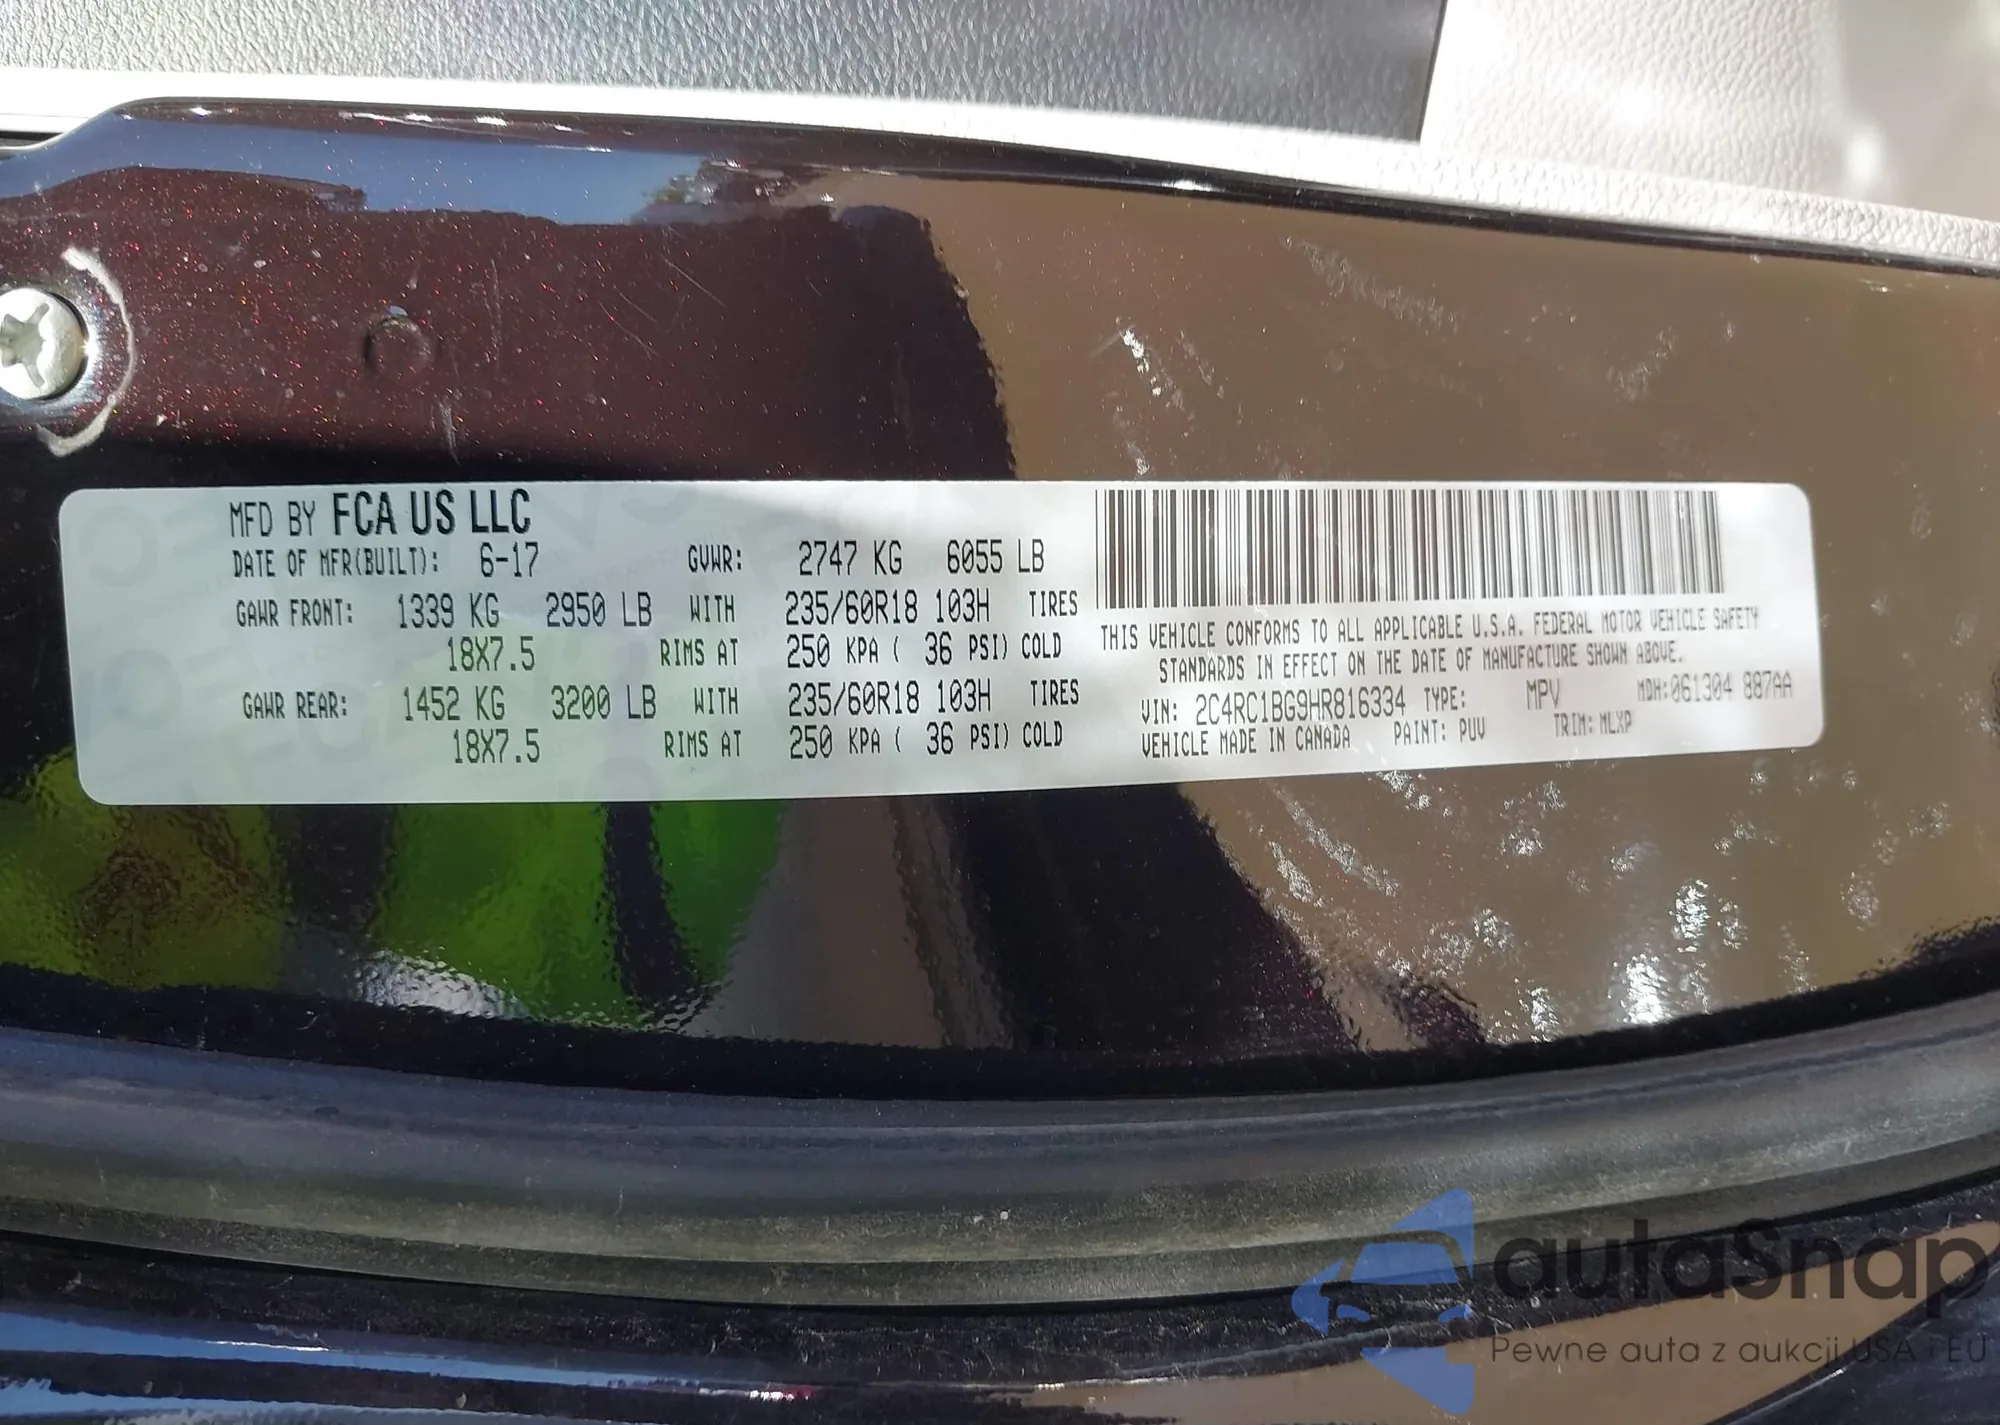 MFD BY FCA US LLC
DATE OF MFR(BUILT): 6-17 GVWR: 2747 KG 6055 LB
GAWR FRONT: 1339 KG 2950 LB WITH 235/60R18 103H TIRES
18X7.5 RIMS AT 250 KPA ( 36 PSI) COLD
GAWR REAR: 1452 KG 3200 LB WITH 235/60R18 103H TIRES
18X7.5 RIMS AT 250 KPA ( 36 PSI) COLD
THIS VEHICLE CONFORMS TO ALL APPLICABLE U.S.A. FEDERAL MOTOR VEHICLE SAFETY
STANDARDS IN EFFECT ON THE DATE OF MANUFACTURE SHOWN ABOVE.
VIN: 2C4RC1BG9HR816334 TYPE: MPV MDH:061304 887AA
VEHICLE MADE IN CANADA PAINT: PUV TRIM: MLXP
autaSnap
Pewne auta z aukcji USA i EU